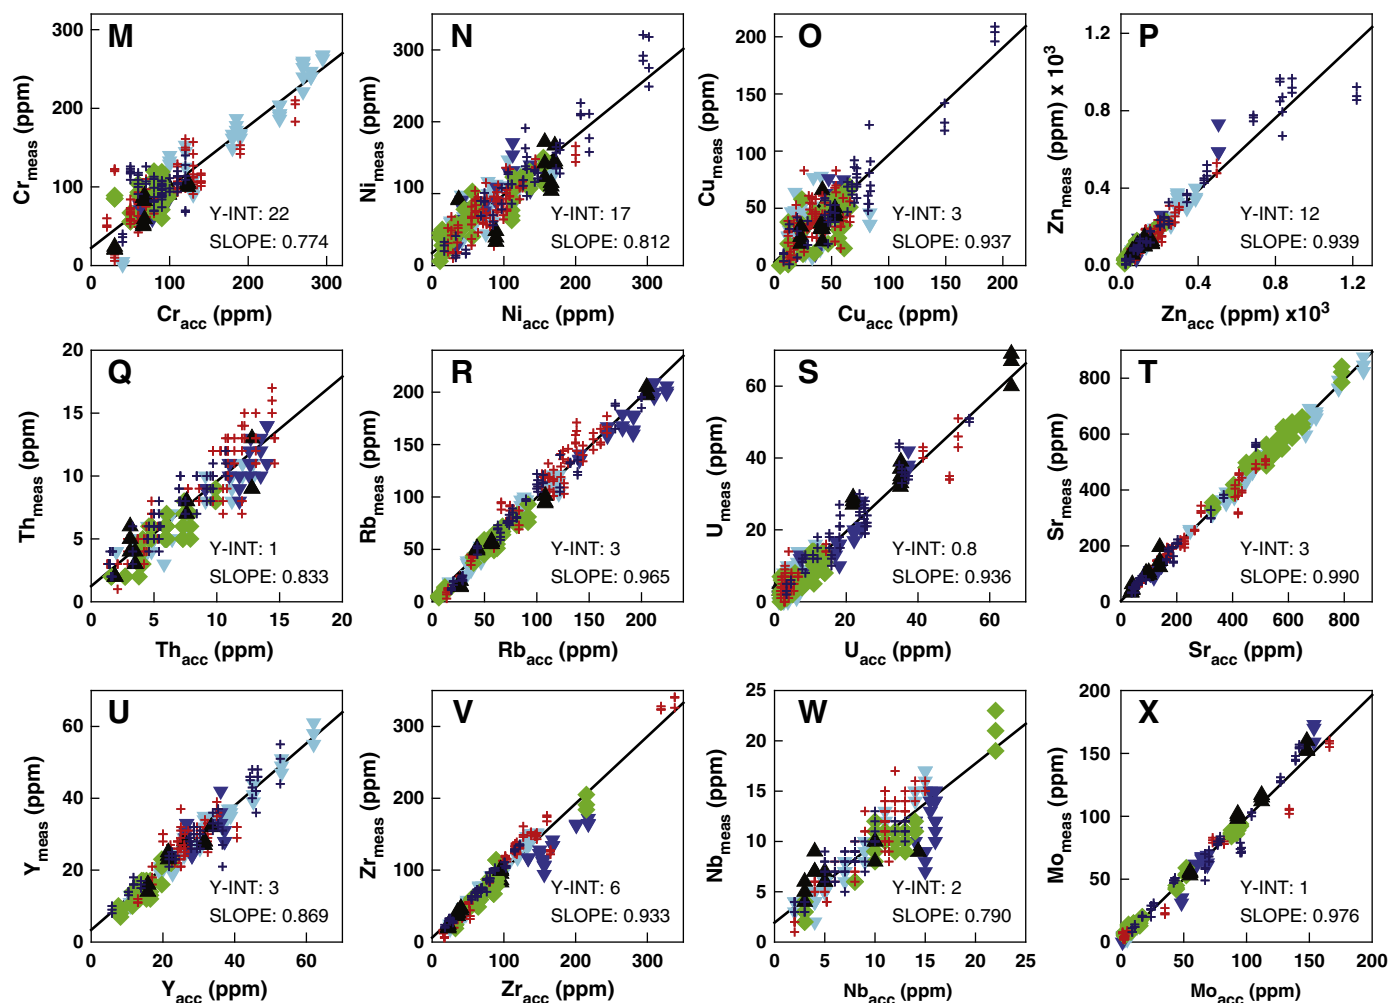 M
300
200
100
0
Cr_meas (ppm)
Y-INT: 22
SLOPE: 0.774
0 100 200 300
Cr_acc (ppm)
N
300
200
100
0
Ni_meas (ppm)
Y-INT: 17
SLOPE: 0.812
0 100 200 300
Ni_acc (ppm)
O
200
150
100
50
0
Cu_meas (ppm)
Y-INT: 3
SLOPE: 0.937
0 50 100 150 200
Cu_acc (ppm)
P
1.2
0.8
0.4
0.0
Zn_meas (ppm) x 10³
Y-INT: 12
SLOPE: 0.939
0.0 0.4 0.8 1.2
Zn_acc (ppm) x10³
Q
20
15
10
5
0
Th_meas (ppm)
Y-INT: 1
SLOPE: 0.833
0 5 10 15 20
Th_acc (ppm)
R
200
150
100
50
0
Rb_meas (ppm)
Y-INT: 3
SLOPE: 0.965
0 50 100 150 200
Rb_acc (ppm)
S
60
40
20
0
U_meas (ppm)
Y-INT: 0.8
SLOPE: 0.936
0 20 40 60
U_acc (ppm)
T
800
600
400
200
0
Sr_meas (ppm)
Y-INT: 3
SLOPE: 0.990
0 200 400 600 800
Sr_acc (ppm)
U
60
40
20
0
Y_meas (ppm)
Y-INT: 3
SLOPE: 0.869
0 20 40 60
Y_acc (ppm)
V
300
200
100
0
Zr_meas (ppm)
Y-INT: 6
SLOPE: 0.933
0 100 200 300
Zr_acc (ppm)
W
25
20
15
10
5
0
Nb_meas (ppm)
Y-INT: 2
SLOPE: 0.790
0 5 10 15 20 25
Nb_acc (ppm)
X
200
150
100
50
0
Mo_meas (ppm)
Y-INT: 1
SLOPE: 0.976
0 50 100 150 200
Mo_acc (ppm)